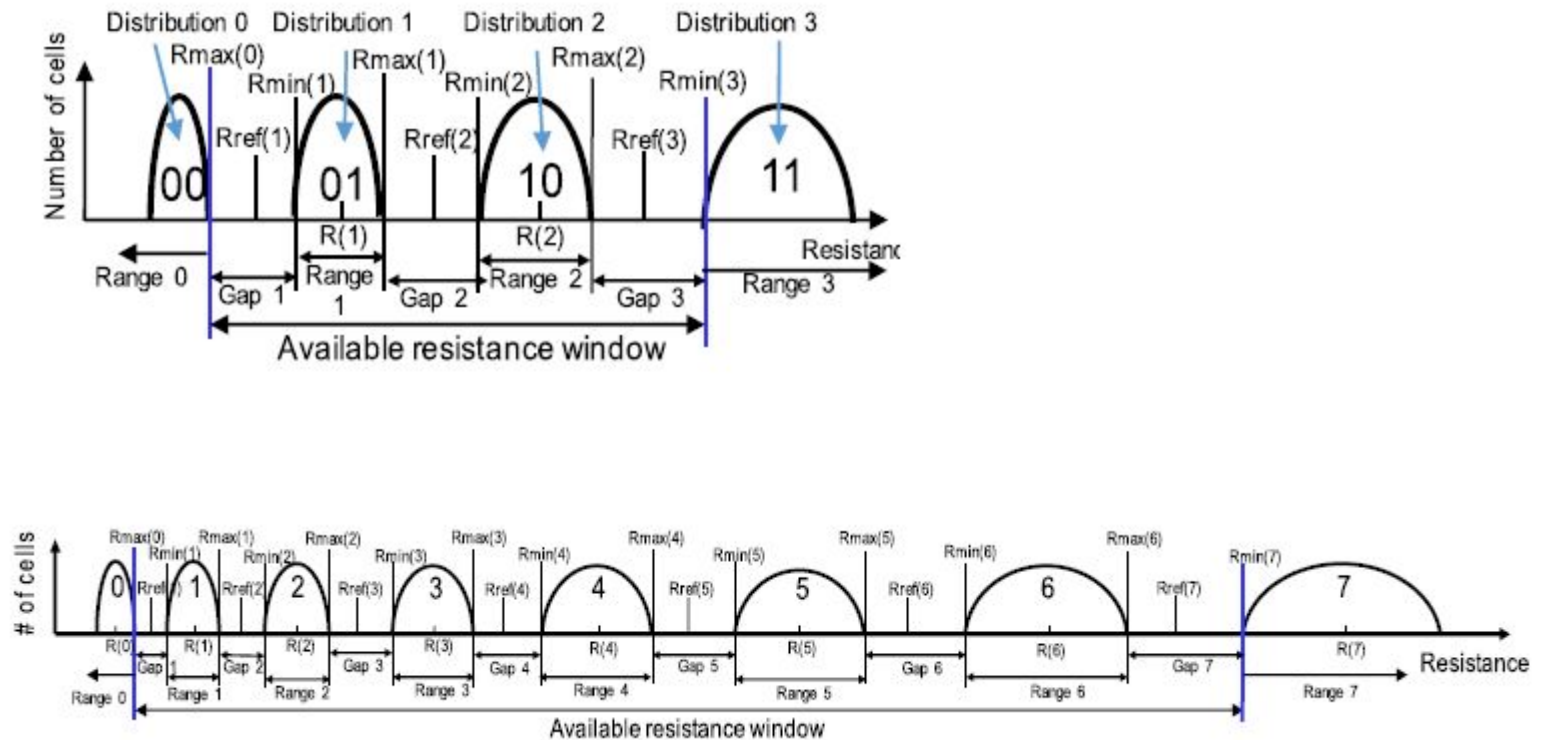 Distribution 0 Distribution 1 Distribution 2 Distribution 3
Rmax(0) Rmax(1) Rmax(2)
Rmin(1) Rmin(2) Rmin(3)
Number of cells
Rref(1) Rref(2) Rref(3)
00 01 10 11
R(1) R(2)
Resistanc
Range 0 Range 1 Range 2 Range 3
Gap 1 Gap 2 Gap 3
Available resistance window
# of cells
Rmax(0) Rmax(1) Rmax(2) Rmax(3) Rmax(4) Rmax(5) Rmax(6)
Rmin(1) Rmin(2) Rmin(3) Rmin(4) Rmin(5) Rmin(6) Rmin(7)
0 1 2 3 4 5 6 7
Rref(2) Rref(3) Rref(4) Rref(5) Rref(6) Rref(7)
R(0) R(1) R(2) R(3) R(4) R(5) R(6) R(7)
Gap 1 Gap 2 Gap 3 Gap 4 Gap 5 Gap 6 Gap 7
Resistance
Range 0 Range 1 Range 2 Range 3 Range 4 Range 5 Range 6 Range 7
Available resistance window